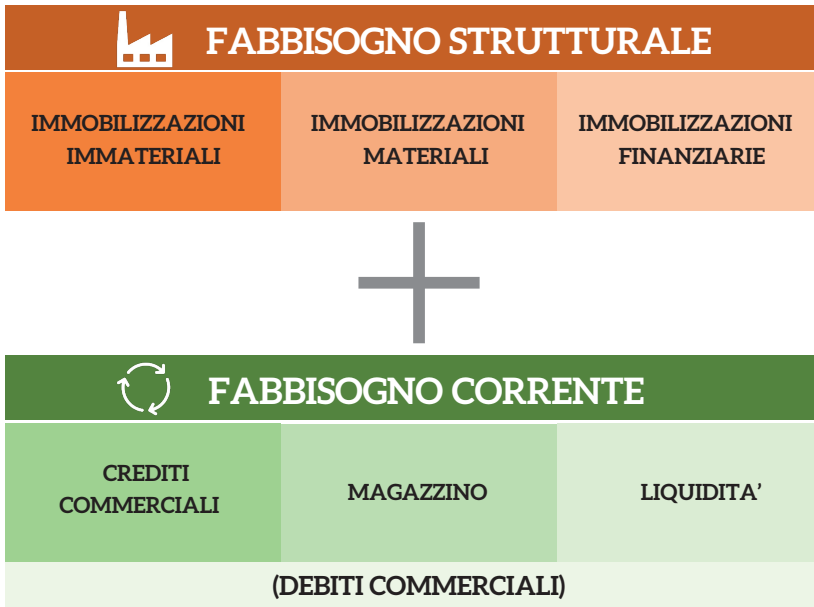 FABBISOGNO STRUTTURALE
IMMOBILIZZAZIONI
IMMATERIALI
IMMOBILIZZAZIONI
MATERIALI
IMMOBILIZZAZIONI
FINANZIARIE
FABBISOGNO CORRENTE
CREDITI
COMMERCIALI
MAGAZZINO
LIQUIDITA’
(DEBITI COMMERCIALI)